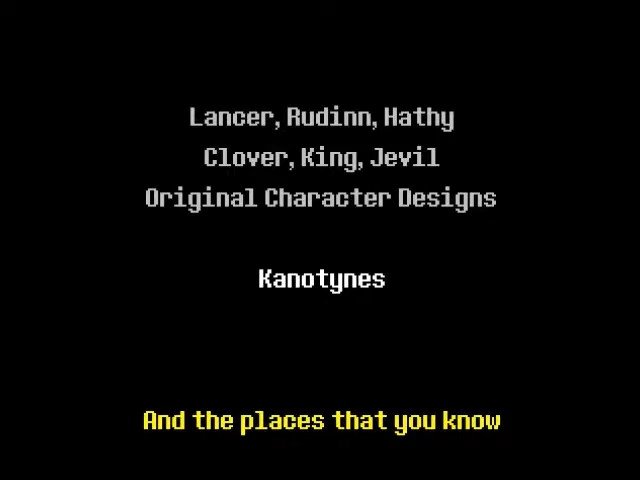 Lancer, Rudinn, Hathy
Clover, King, Jevil
Original Character Designs
Kanotynes
And the places that you know